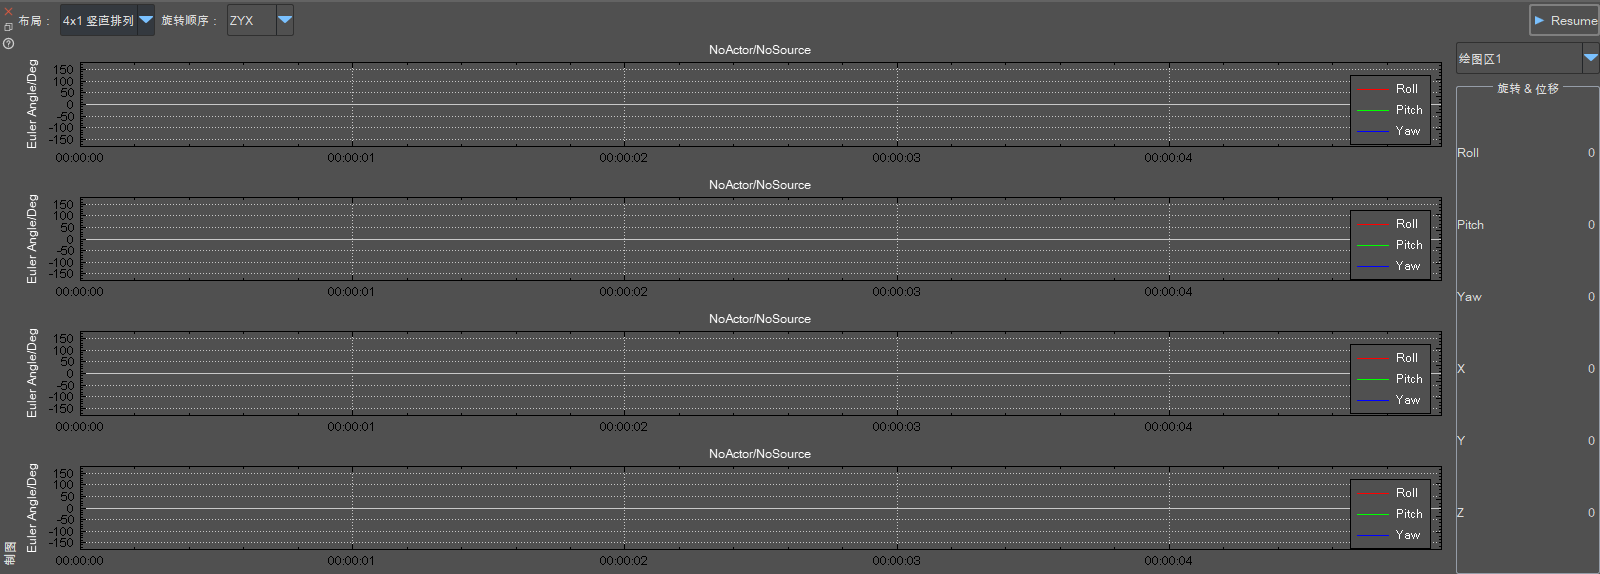 布局： 4x1 竖直排列 旋转顺序： ZYX Resume
绘图区1
旋转 & 位移
Roll 0
Pitch 0
Yaw 0
X 0
Y 0
Z 0
NoActor/NoSource
Euler Angle/Deg
150
100
50
0
-50
-100
-150
00:00:00 00:00:01 00:00:02 00:00:03 00:00:04
Roll
Pitch
Yaw
NoActor/NoSource
Euler Angle/Deg
150
100
50
0
-50
-100
-150
00:00:00 00:00:01 00:00:02 00:00:03 00:00:04
Roll
Pitch
Yaw
NoActor/NoSource
Euler Angle/Deg
150
100
50
0
-50
-100
-150
00:00:00 00:00:01 00:00:02 00:00:03 00:00:04
Roll
Pitch
Yaw
NoActor/NoSource
Euler Angle/Deg
150
100
50
0
-50
-100
-150
00:00:00 00:00:01 00:00:02 00:00:03 00:00:04
Roll
Pitch
Yaw
制图